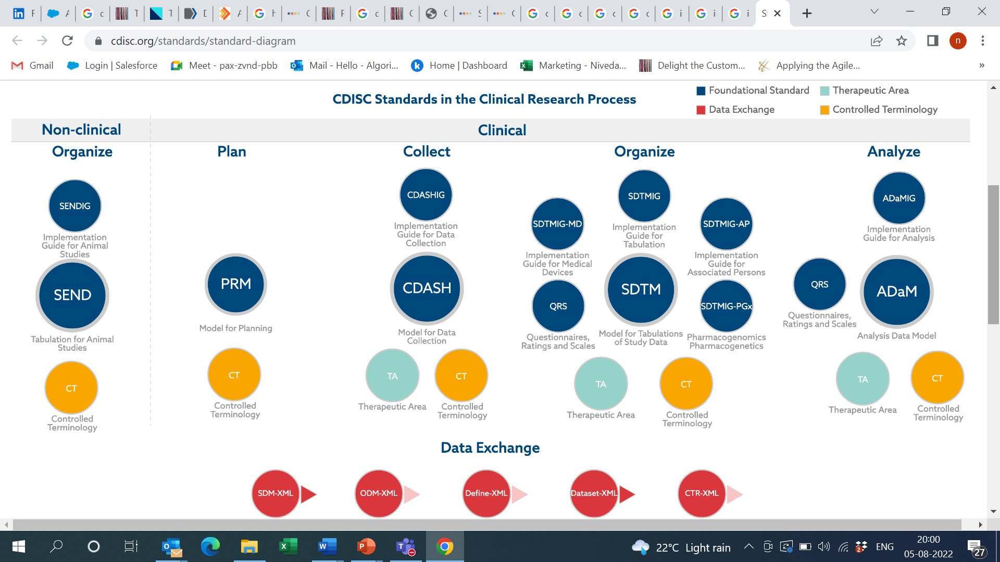 cdisc.org/standards/standard-diagram
n
Gmail
Login | Salesforce
Meet - pax-zvnd-pbb
Mail - Hello - Algori...
Home | Dashboard
Marketing - Niveda...
Delight the Custom...
Applying the Agile...
»
CDISC Standards in the Clinical Research Process
Foundational Standard
Therapeutic Area
Data Exchange
Controlled Terminology
Non-clinical
Clinical
Organize
Plan
Collect
Organize
Analyze
SENDIG
Implementation
Guide for Animal
Studies
SEND
Tabulation for Animal
Studies
CT
Controlled
Terminology
PRM
Model for Planning
CT
Controlled
Terminology
CDASHIG
Implementation
Guide for Data
Collection
CDASH
Model for Data
Collection
TA
Therapeutic Area
CT
Controlled
Terminology
SDTMIG-MD
Implementation
Guide for Medical
Devices
SDTMIG
Implementation
Guide for
Tabulation
SDTMIG-AP
Implementation
Guide for
Associated Persons
QRS
Questionnaires,
Ratings and Scales
SDTM
Model for Tabulations
of Study Data
SDTMIG-PGx
Pharmacogenomics
Pharmacogenetics
TA
Therapeutic Area
CT
Controlled
Terminology
ADaMIG
Implementation
Guide for Analysis
QRS
Questionnaires,
Ratings and Scales
ADaM
Analysis Data Model
TA
Therapeutic Area
CT
Controlled
Terminology
Data Exchange
SDM-XML
ODM-XML
Define-XML
Dataset-XML
CTR-XML
22°C Light rain
ENG
20:00
05-08-2022
27